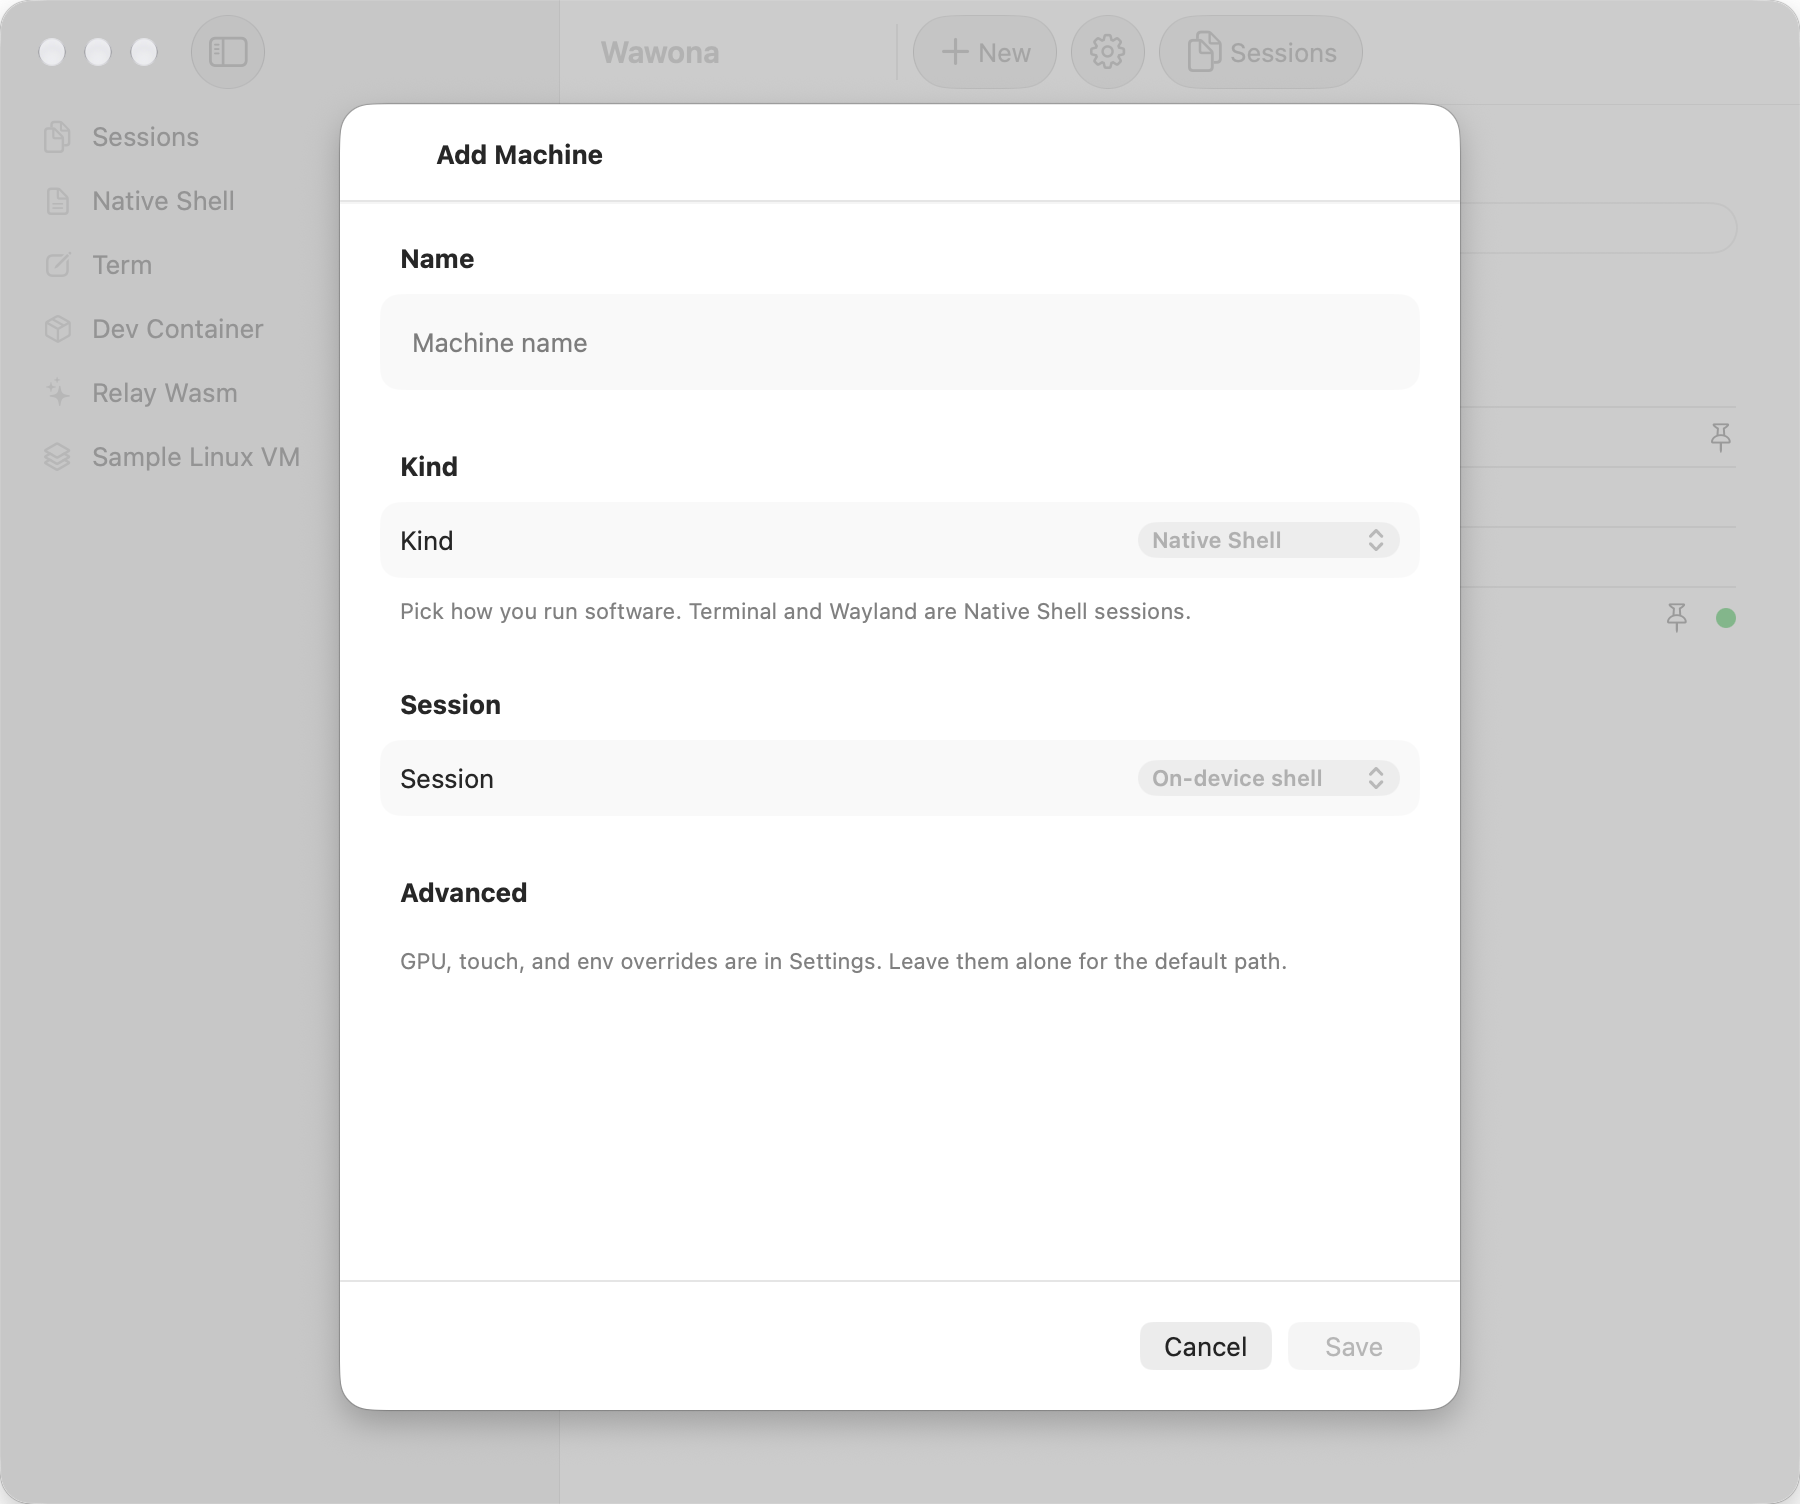 Wawona
New
Sessions
Sessions
Native Shell
Term
Dev Container
Relay Wasm
Sample Linux VM
Add Machine
Name
Machine name
Kind
Kind
Native Shell
Pick how you run software. Terminal and Wayland are Native Shell sessions.
Session
Session
On-device shell
Advanced
GPU, touch, and env overrides are in Settings. Leave them alone for the default path.
Cancel
Save